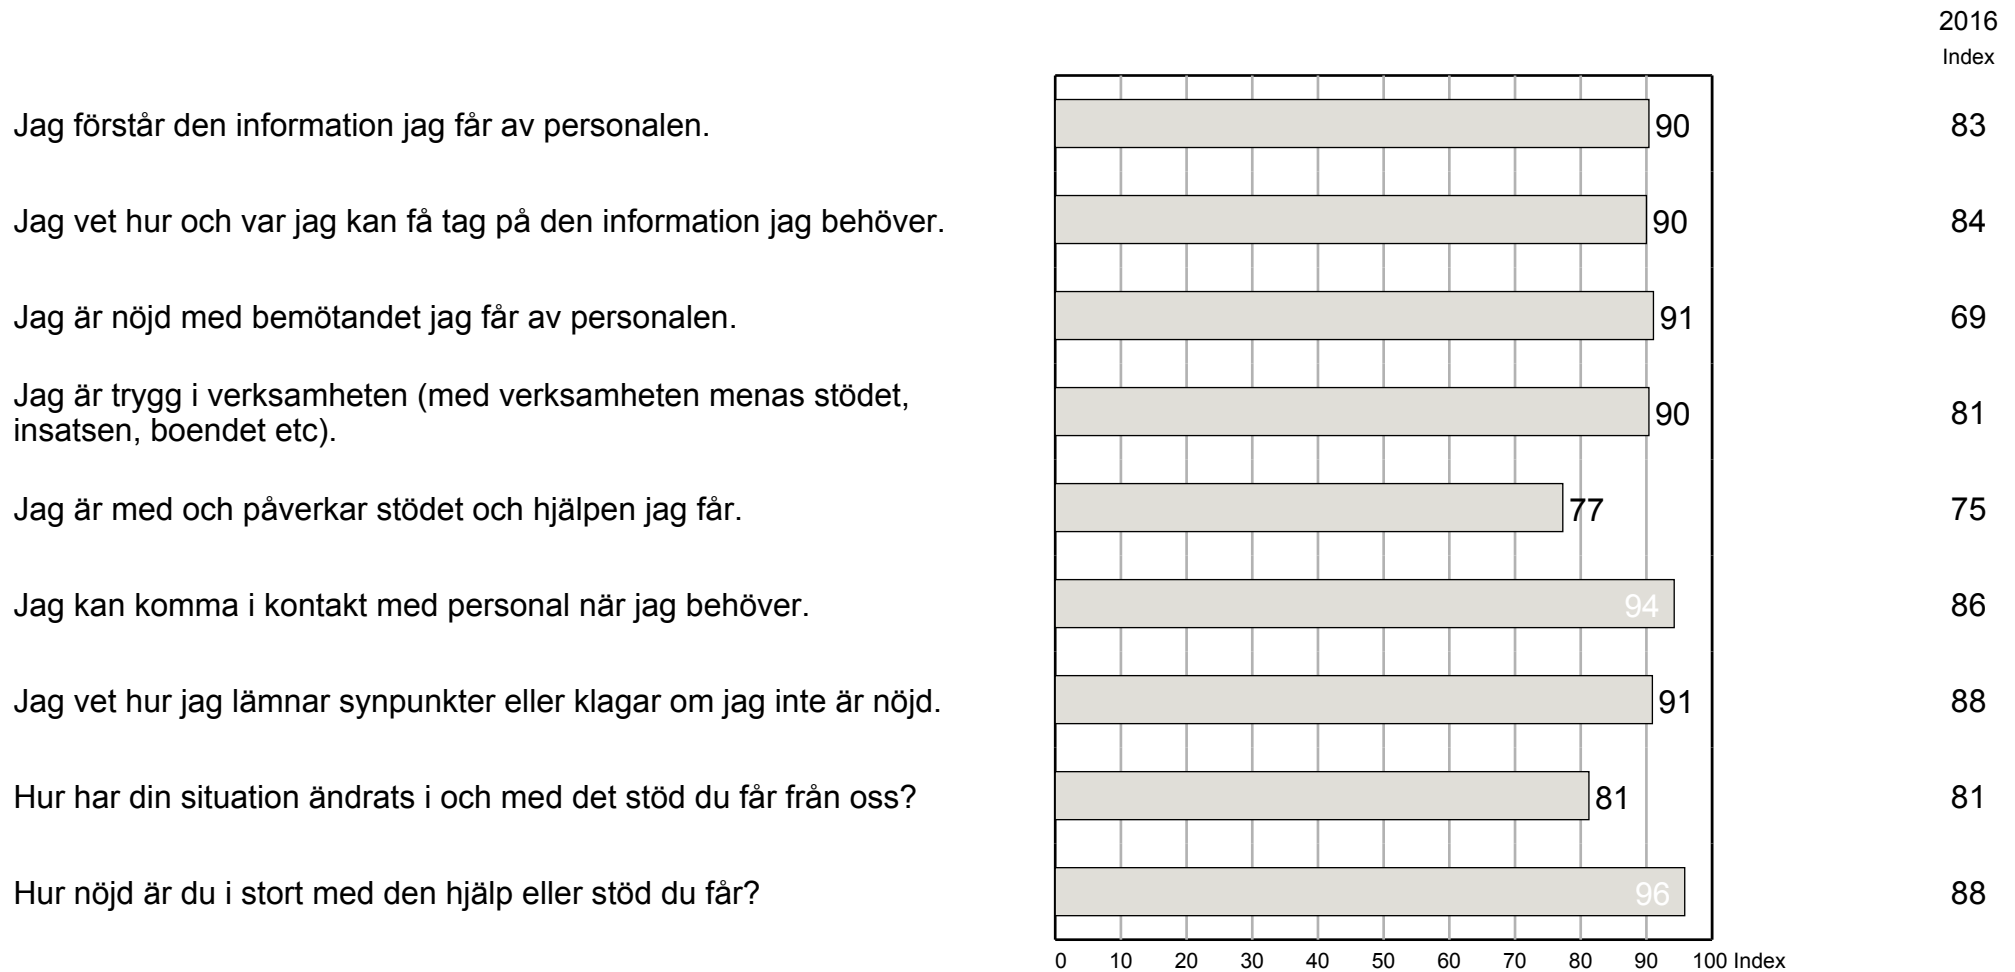 2016
Index
Jag förstår den information jag får av personalen. 90 83
Jag vet hur och var jag kan få tag på den information jag behöver. 90 84
Jag är nöjd med bemötandet jag får av personalen. 91 69
Jag är trygg i verksamheten (med verksamheten menas stödet,
insatsen, boendet etc). 90 81
Jag är med och påverkar stödet och hjälpen jag får. 77 75
Jag kan komma i kontakt med personal när jag behöver. 94 86
Jag vet hur jag lämnar synpunkter eller klagar om jag inte är nöjd. 91 88
Hur har din situation ändrats i och med det stöd du får från oss? 81 81
Hur nöjd är du i stort med den hjälp eller stöd du får? 96 88
0 10 20 30 40 50 60 70 80 90 100 Index